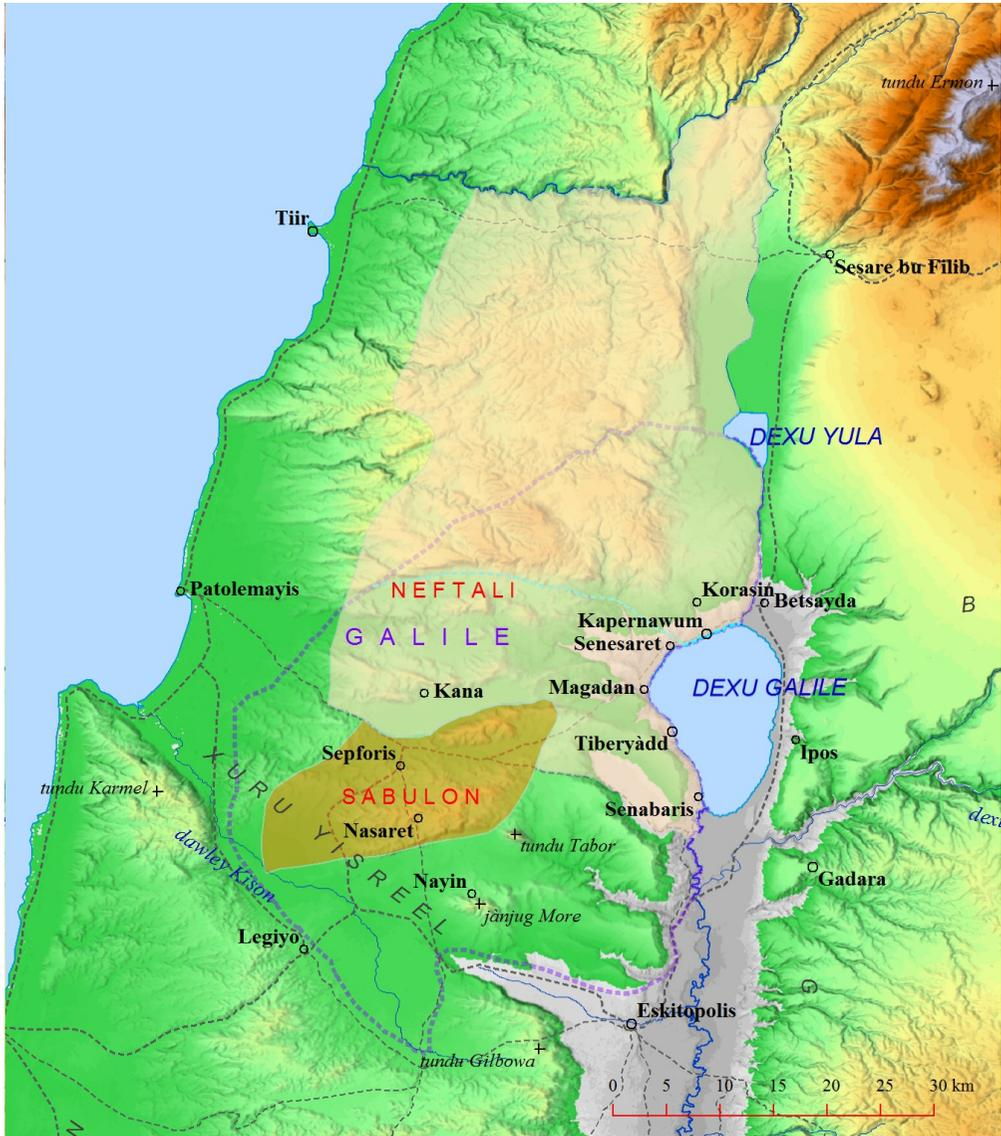 tundu Ermon
Tiir
Sesare bu Filib
DEXU YULA
NEFTALI
Korasin
Patolemayis
Betsayda
B
Kapernawum
GALILE
Senesaret
DEXU GALILE
Magadan
Kana
Tiberyàdd
Ipos
Sepforis
tundu Karmel
SABULON
Senabaris
XURU YISREEL
Nasaret
dexu
tundu Tabor
dawley Kison
Nayin
Gadara
jànjug More
Legiyo
G
Eskitopolis
tundu Gilbowa
0 5 10 15 20 25 30 km
N